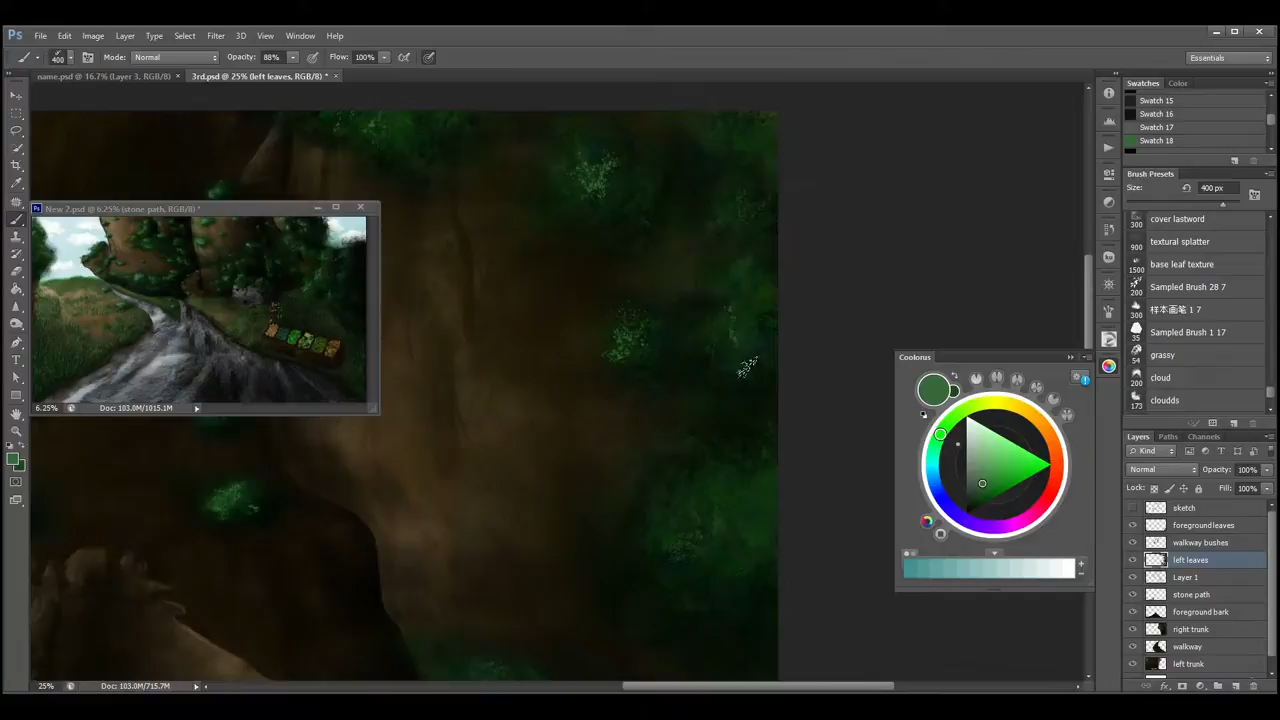 Ps File Edit Image Layer Type Select Filter 3D View Window Help
400 Mode: Normal Opacity: 88% Flow: 100% Essentials
name.psd @ 16.7% (Layer 3, RGB/8) × 3rd.psd @ 25% (left leaves, RGB/8) * ×
Swatches Color
Swatch 15
Swatch 16
Swatch 17
Swatch 18
Brush Presets
Size: 400 px
300 cover lastword
900 textural splatter
1500 base leaf texture
200 Sampled Brush 28 7
300 样本画笔 1 7
35 Sampled Brush 1 17
54 grassy
200 cloud
173 cloudds
Ps New 2.psd @ 6.25% (stone path, RGB/8) *
6.25% Doc: 103.0M/1015.1M
Coolorus
Layers Paths Channels
Kind
Normal Opacity: 100%
Lock: Fill: 100%
sketch
foreground leaves
walkway bushes
left leaves
Layer 1
stone path
foreground bark
right trunk
walkway
left trunk
25% Doc: 103.0M/715.7M